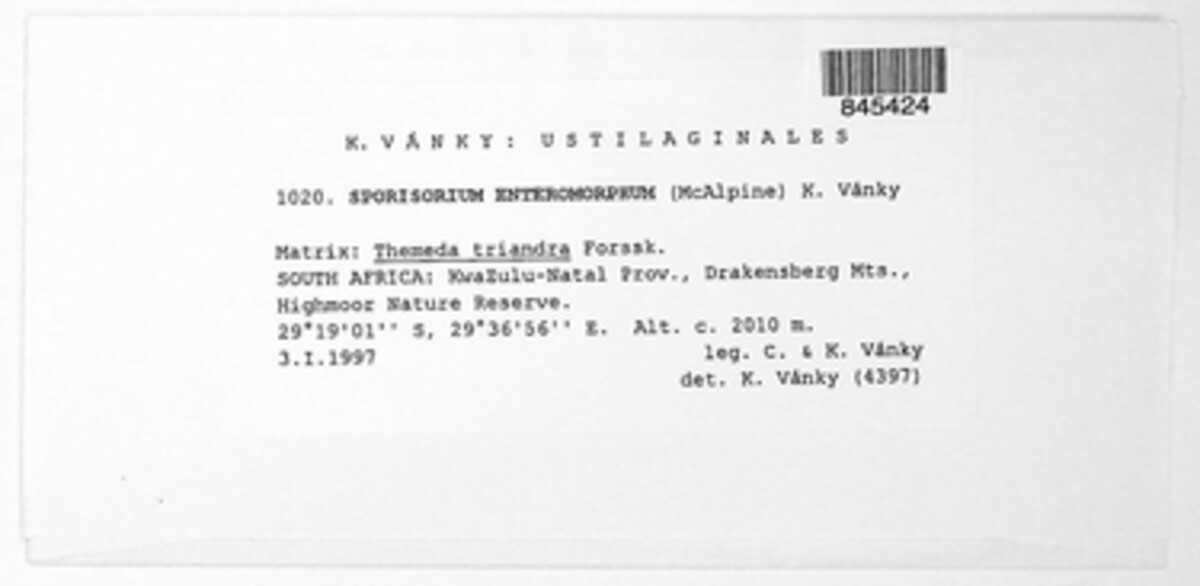 845424
K. VÁNKY: USTILAGINALES
1020. SPORISORIUM ENTEROMORPHUM (McAlpine) K. Vánky
Matrix: Themeda triandra Forssk.
SOUTH AFRICA: KwaZulu-Natal Prov., Drakensberg Mts.,
Highmoor Nature Reserve.
29°19'01'' S, 29°36'56'' E. Alt. c. 2010 m.
3.I.1997 leg. C. & K. Vánky
det. K. Vánky (4397)